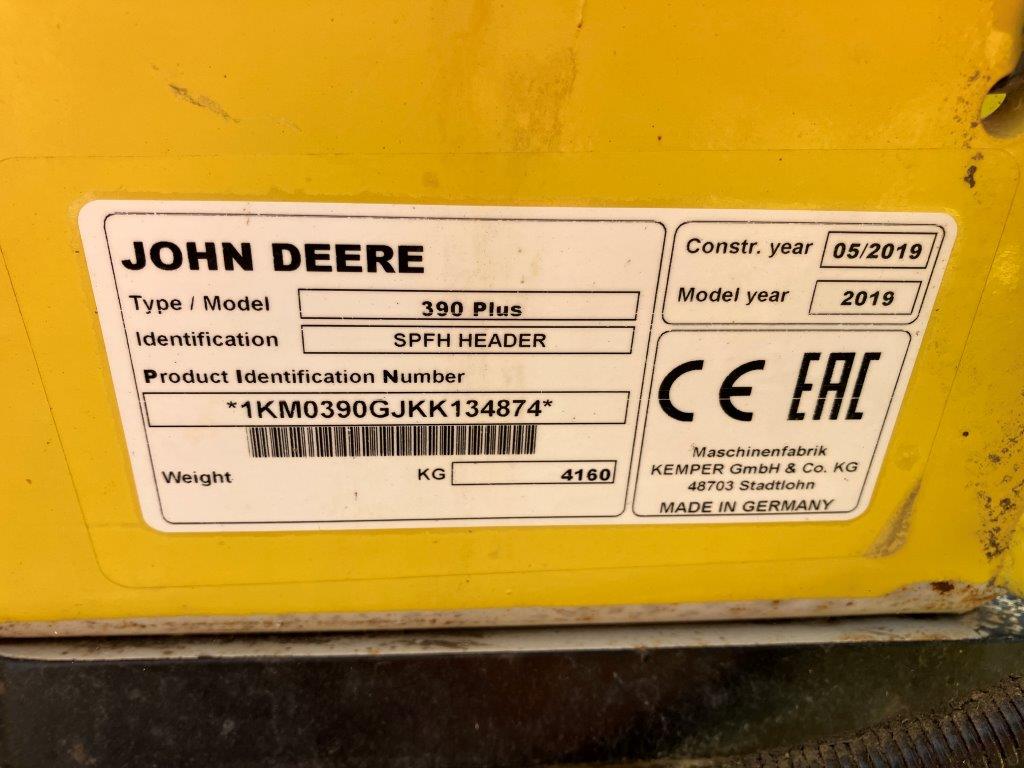 JOHN DEERE
Type / Model 390 Plus
Identification SPFH HEADER
Product Identification Number
*1KM0390GJKK134874*
Weight KG 4160
Constr. year 05/2019
Model year 2019
CE EAC
Maschinenfabrik
KEMPER GmbH & Co. KG
48703 Stadtlohn
MADE IN GERMANY